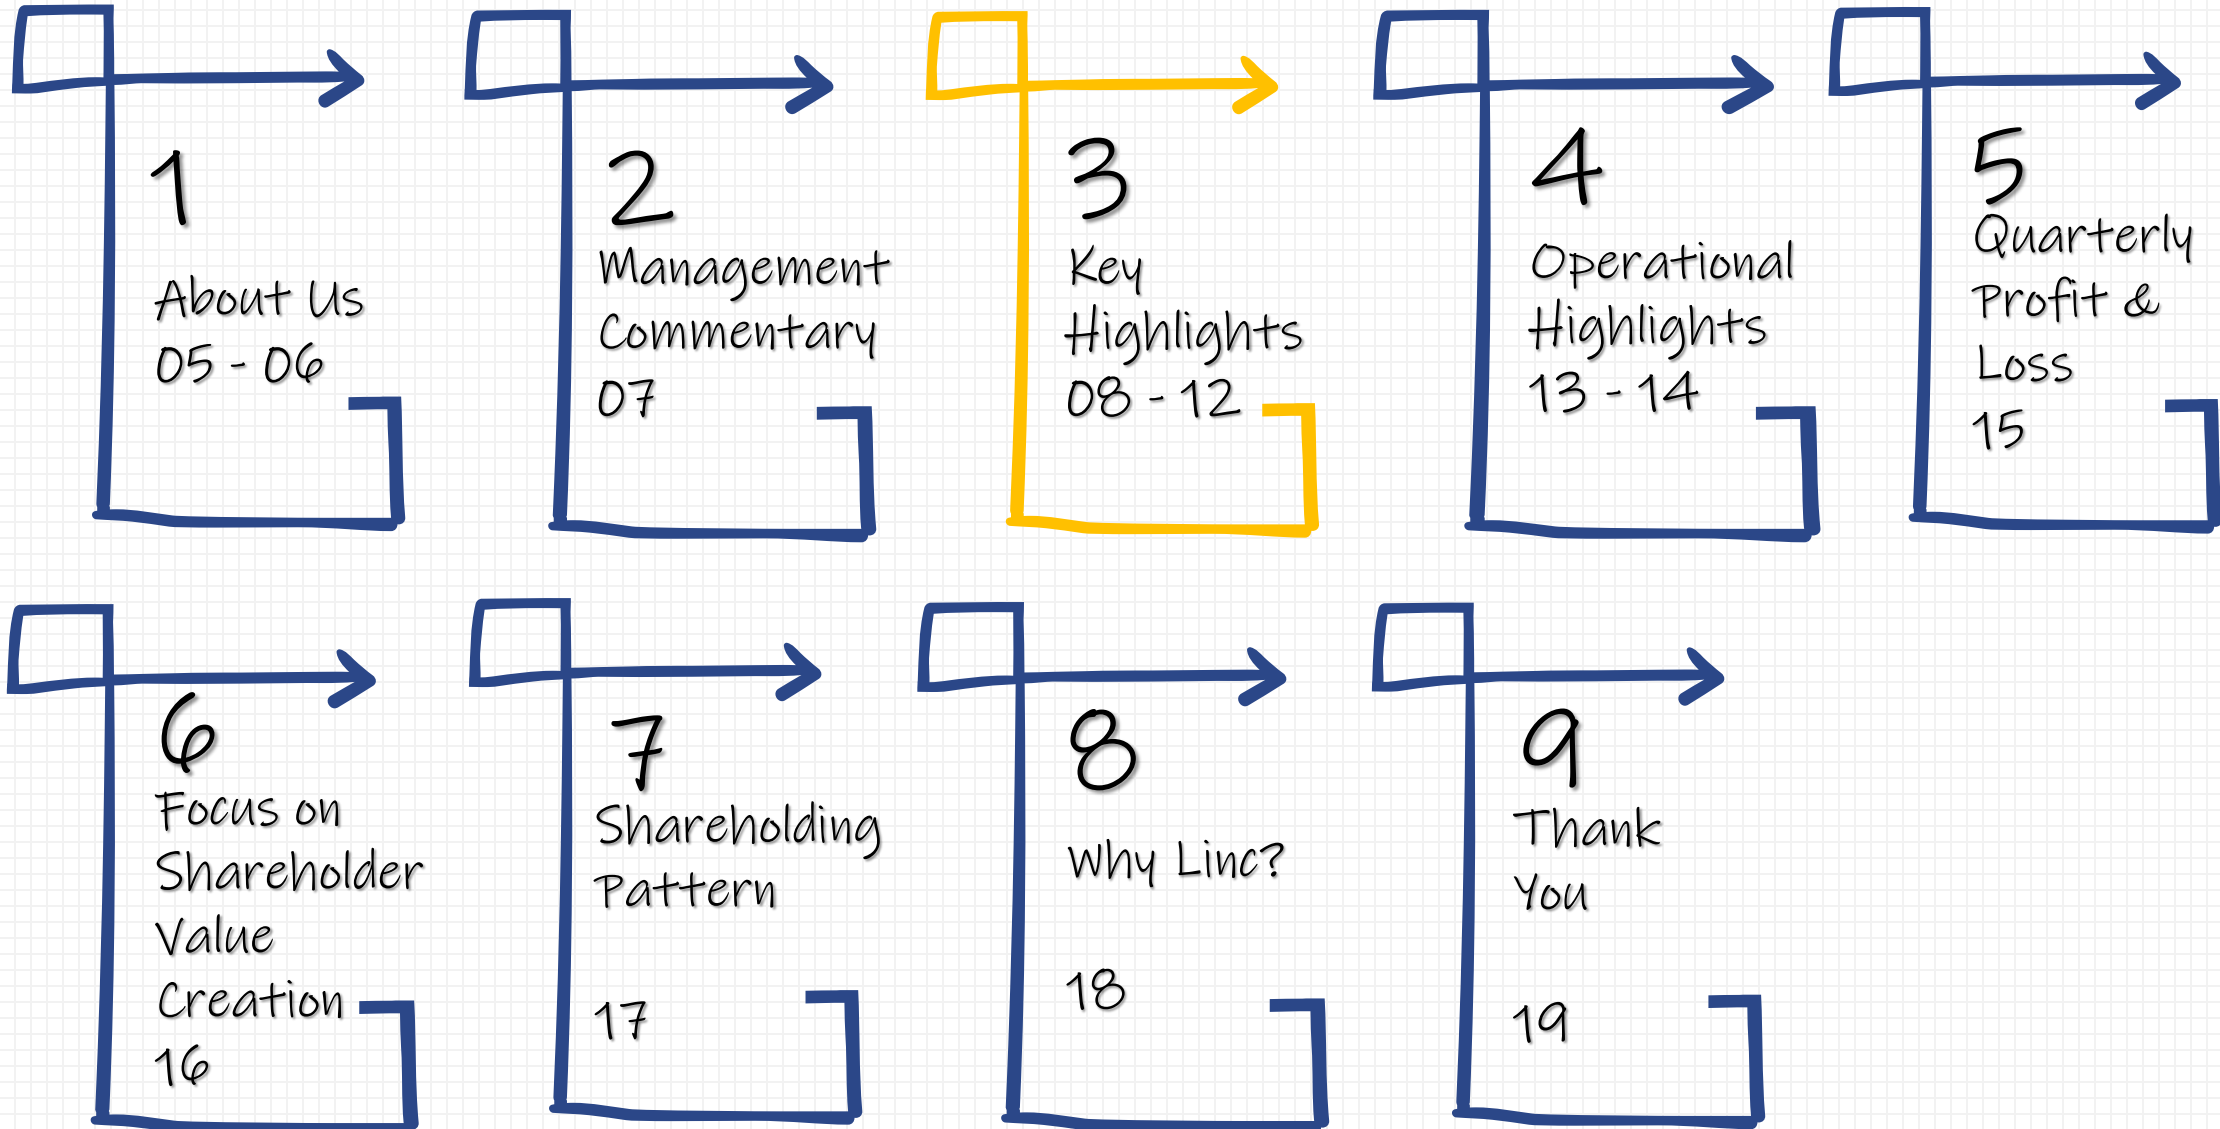 1
About Us
05 - 06
2
Management
Commentary
07
3
Key
Highlights
08 - 12
4
Operational
Highlights
13 - 14
5
Quarterly
Profit &
Loss
15
6
Focus on
Shareholder
Value
Creation
16
7
Shareholding
Pattern
17
8
Why Linc?
18
9
Thank
You
19